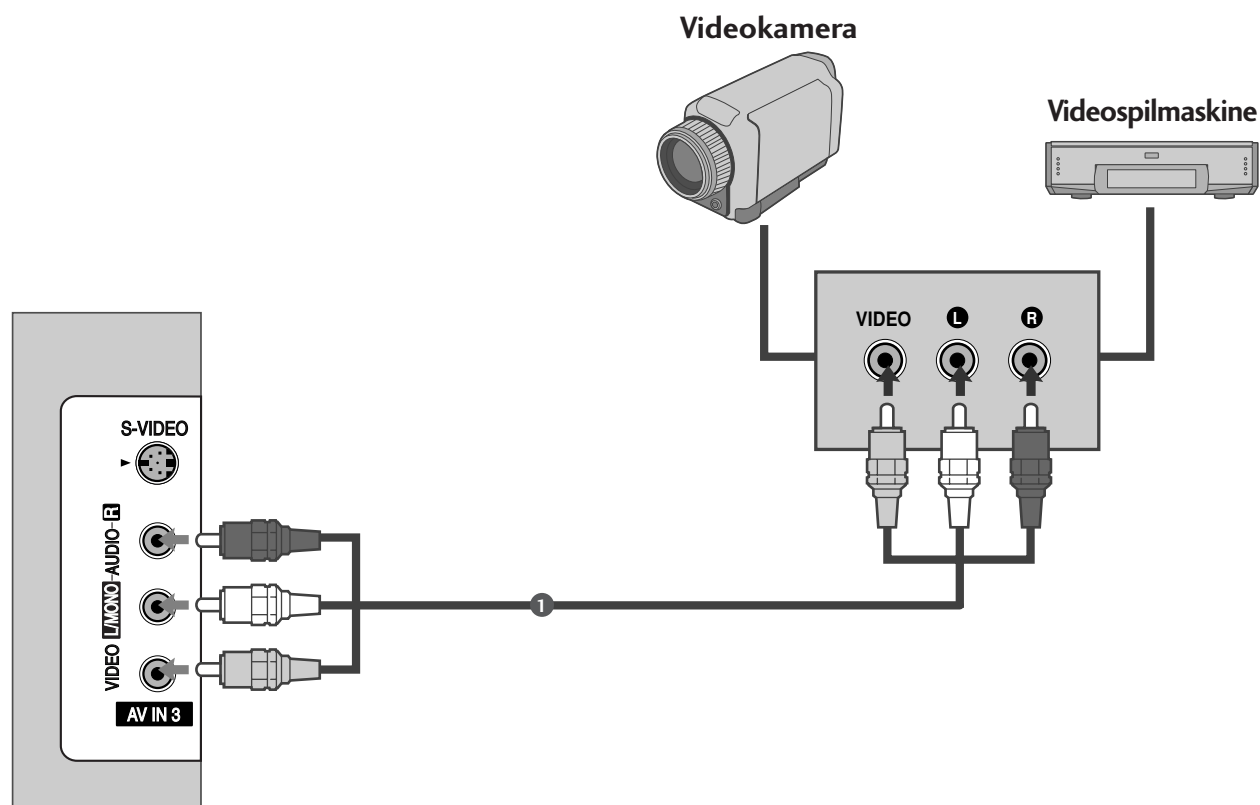 Videokamera
Videospilmaskine
VIDEO L R
S-VIDEO
VIDEO L/MONO-AUDIO-R
1
AV IN 3